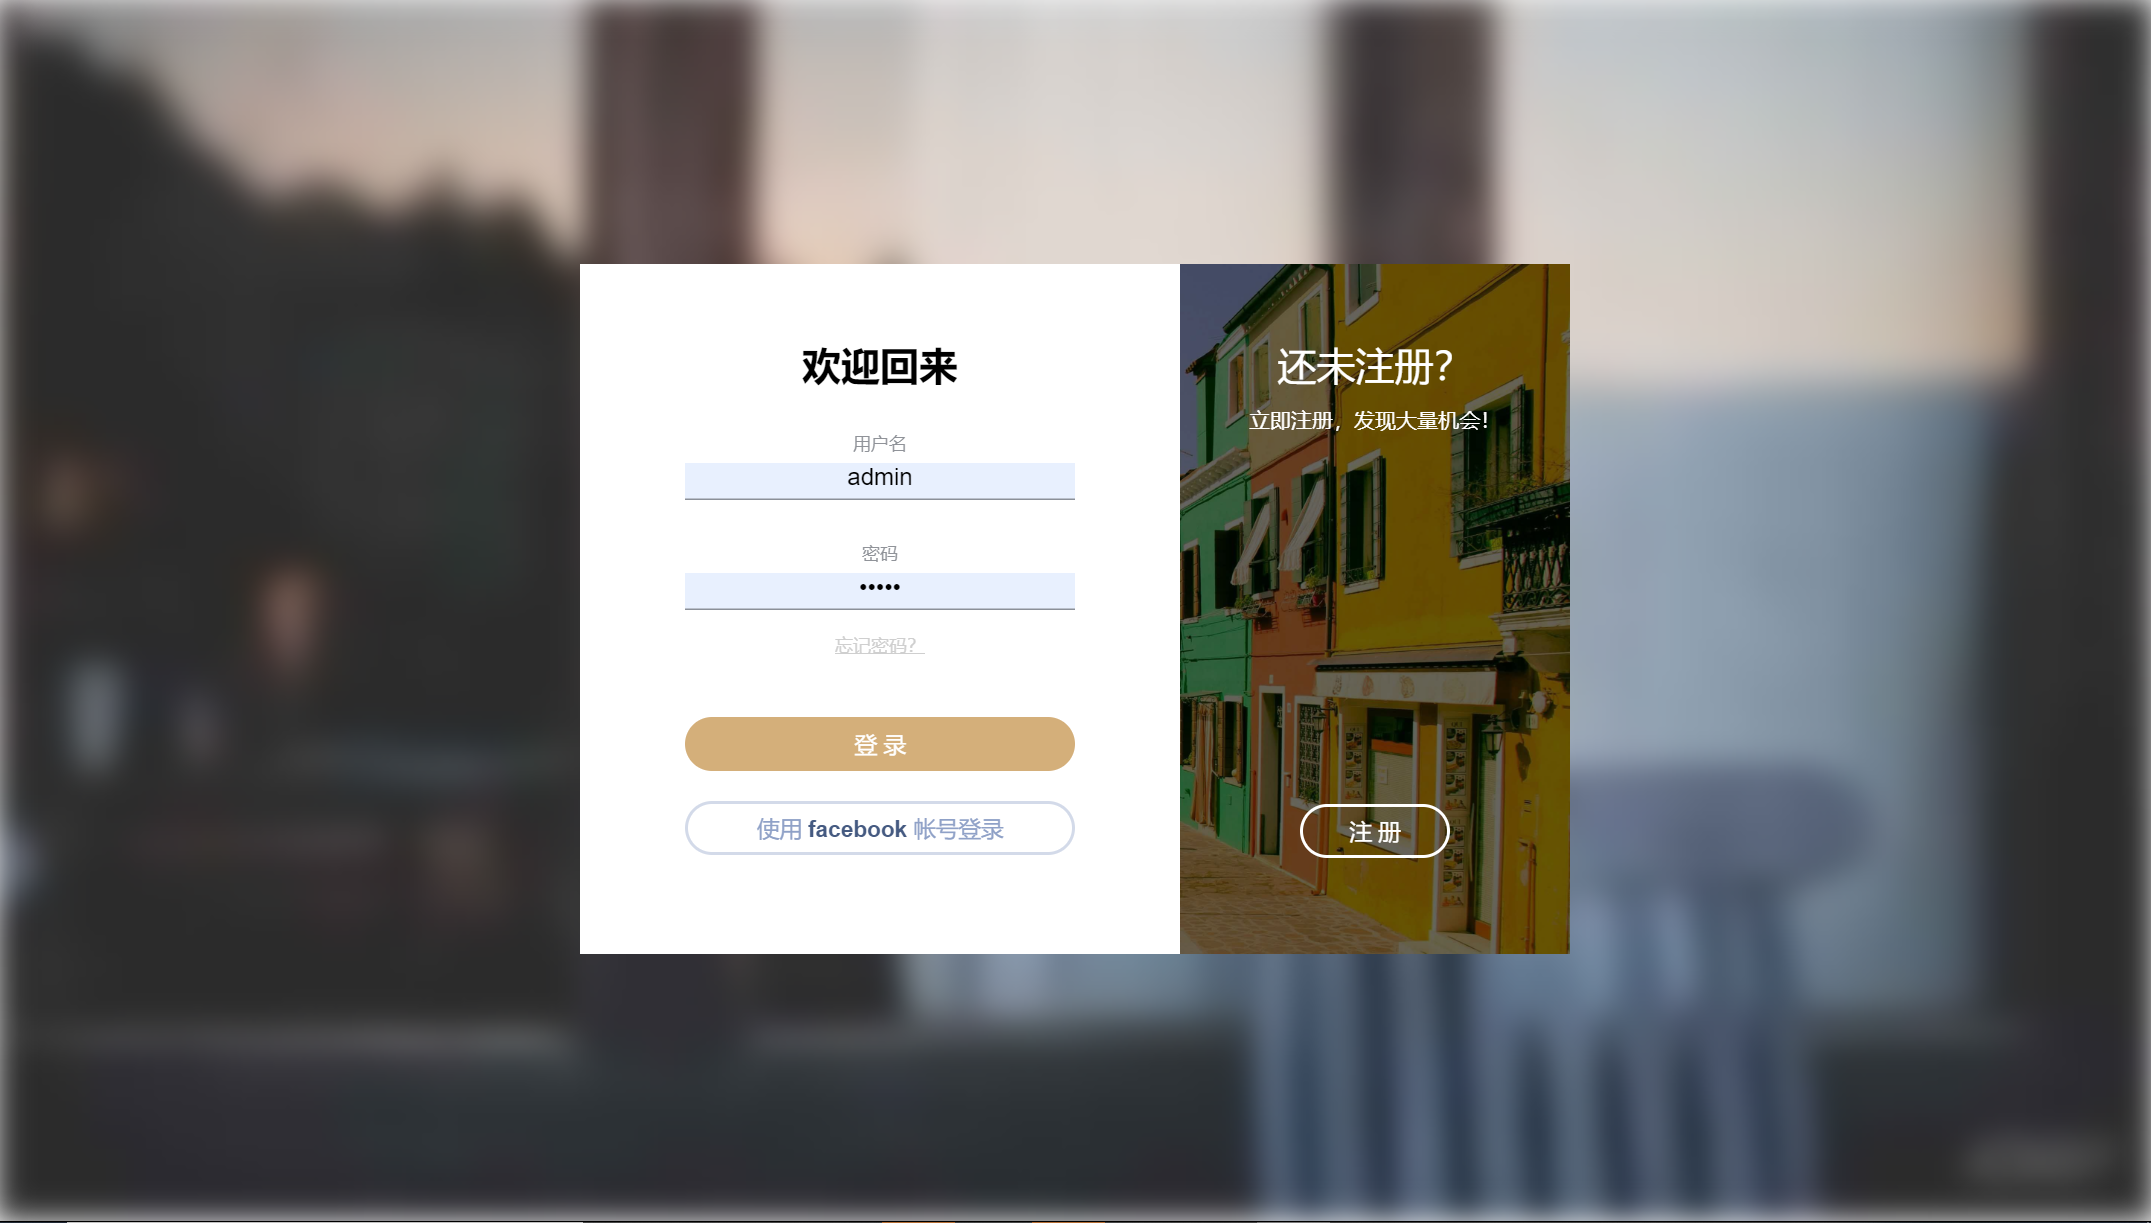 欢迎回来
用户名
admin
密码
•••••
忘记密码？
登 录
使用 facebook 帐号登录
还未注册？
立即注册，发现大量机会！
注 册